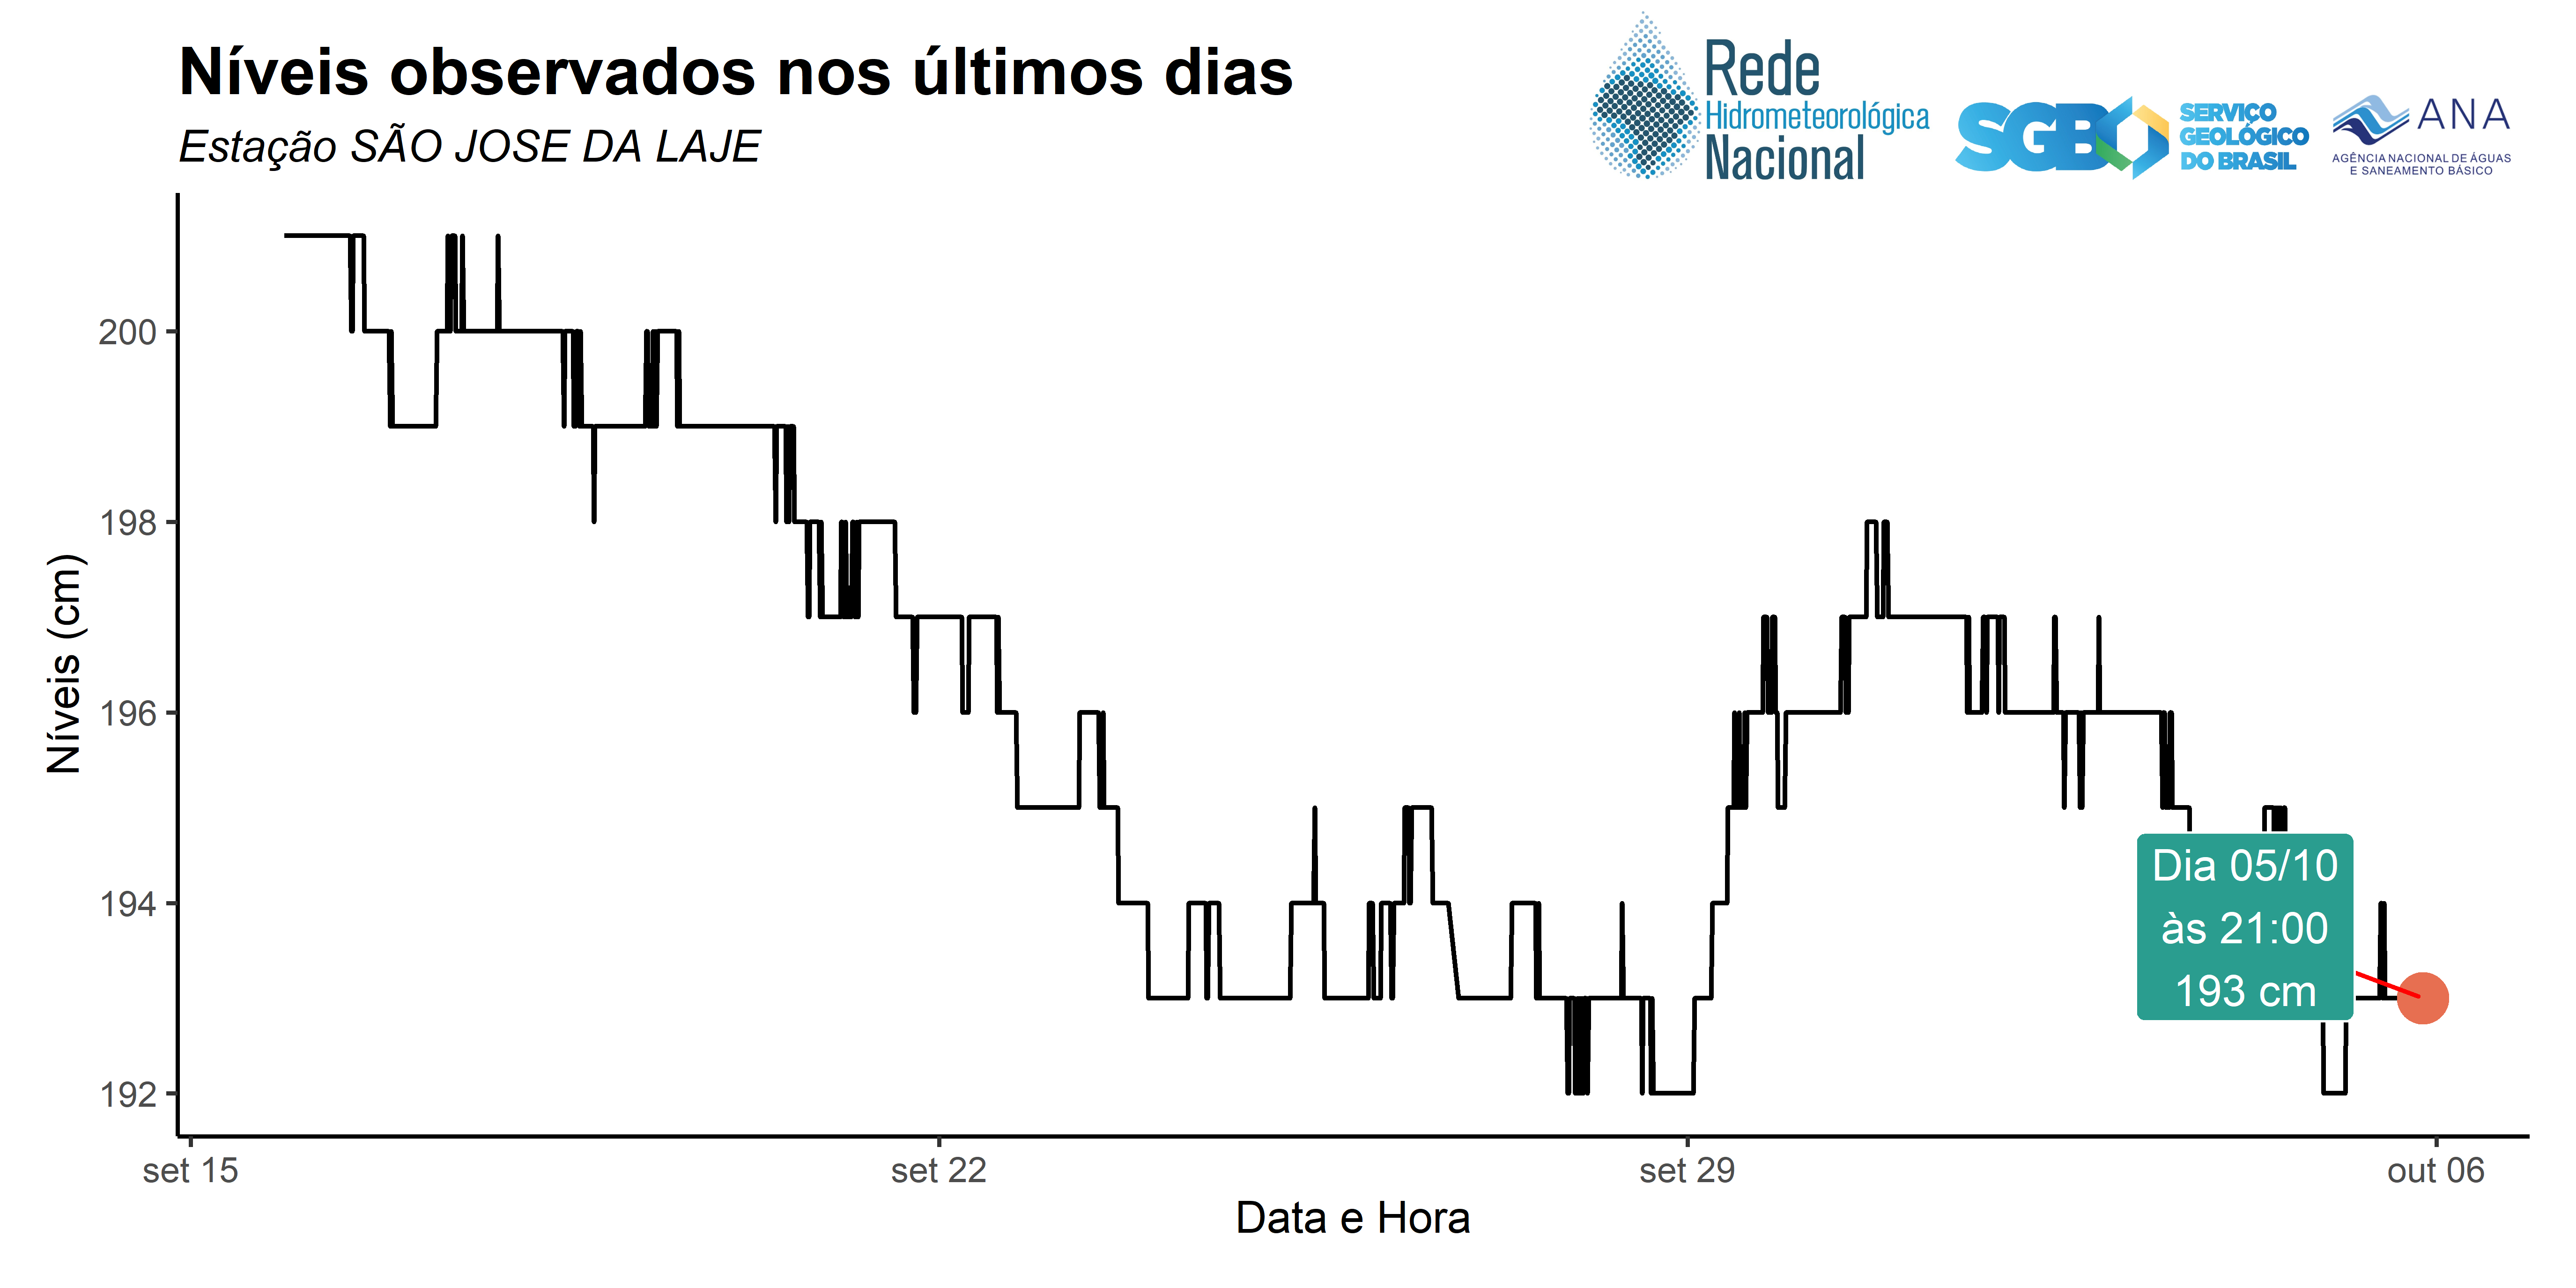 Níveis observados nos últimos dias
Estação SÃO JOSE DA LAJE
Rede
Hidrometeorológica
Nacional
SGB
SERVIÇO
GEOLÓGICO
DO BRASIL
ANA
AGÊNCIA NACIONAL DE ÁGUAS
E SANEAMENTO BÁSICO
Níveis (cm)
200
198
196
194
192
Dia 05/10
às 21:00
193 cm
set 15
set 22
set 29
out 06
Data e Hora